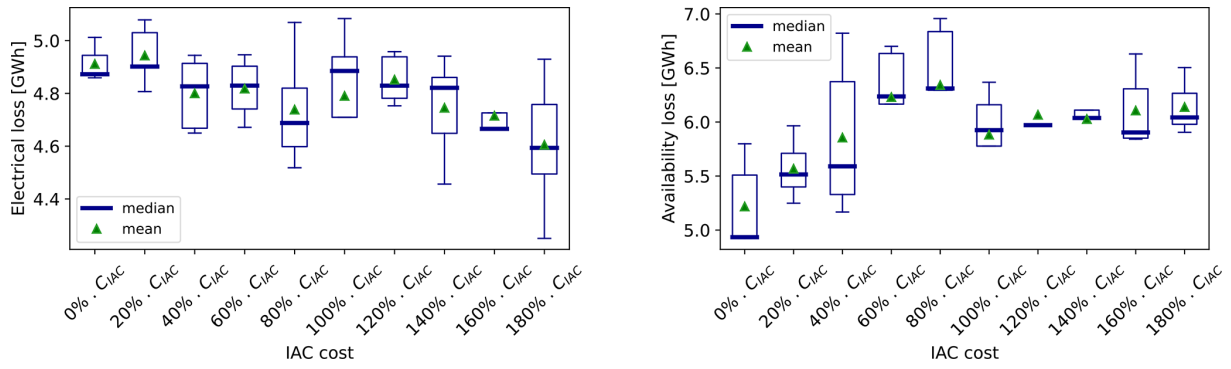 Electrical loss [GWh]
5.0
4.8
4.6
4.4
median
mean
0% . C_IAC
20% . C_IAC
40% . C_IAC
60% . C_IAC
80% . C_IAC
100% . C_IAC
120% . C_IAC
140% . C_IAC
160% . C_IAC
180% . C_IAC
IAC cost
Availability loss [GWh]
7.0
6.5
6.0
5.5
5.0
median
mean
0% . C_IAC
20% . C_IAC
40% . C_IAC
60% . C_IAC
80% . C_IAC
100% . C_IAC
120% . C_IAC
140% . C_IAC
160% . C_IAC
180% . C_IAC
IAC cost